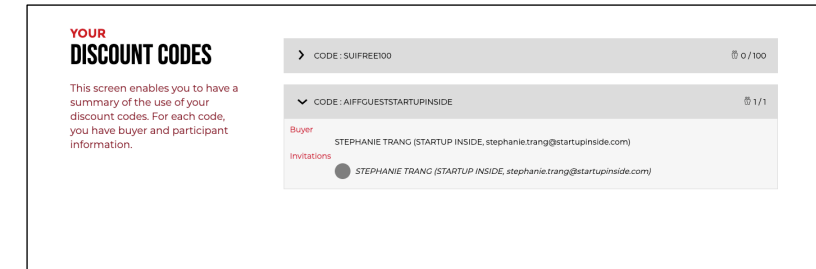 YOUR
DISCOUNT CODES
This screen enables you to have a
summary of the use of your
discount codes. For each code,
you have buyer and participant
information.
CODE : SUIFREE100 0 / 100
CODE : AIFFGUESTSTARTUPINSIDE 1 / 1
Buyer
STEPHANIE TRANG (STARTUP INSIDE, stephanie.trang@startupinside.com)
Invitations
STEPHANIE TRANG (STARTUP INSIDE, stephanie.trang@startupinside.com)